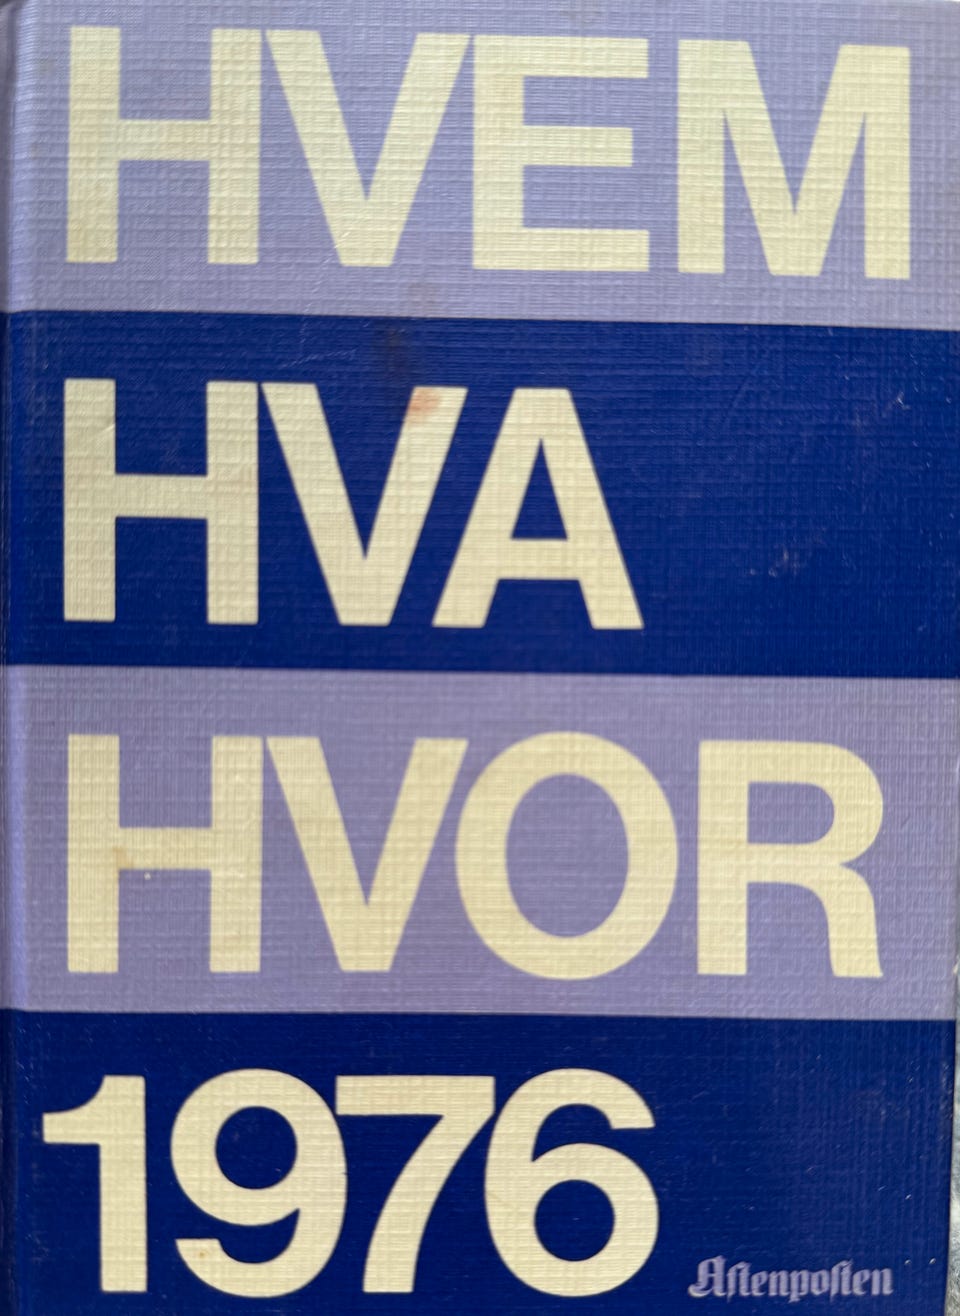 HVEM
HVA
HVOR
1976
Aftenposten